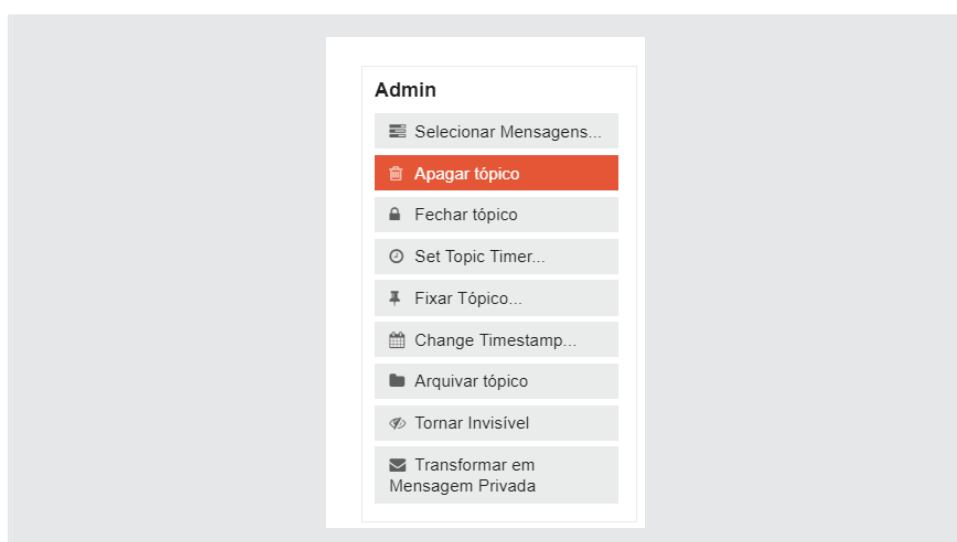 Admin
Selecionar Mensagens...
Apagar tópico
Fechar tópico
Set Topic Timer...
Fixar Tópico...
Change Timestamp...
Arquivar tópico
Tornar Invisível
Transformar em
Mensagem Privada